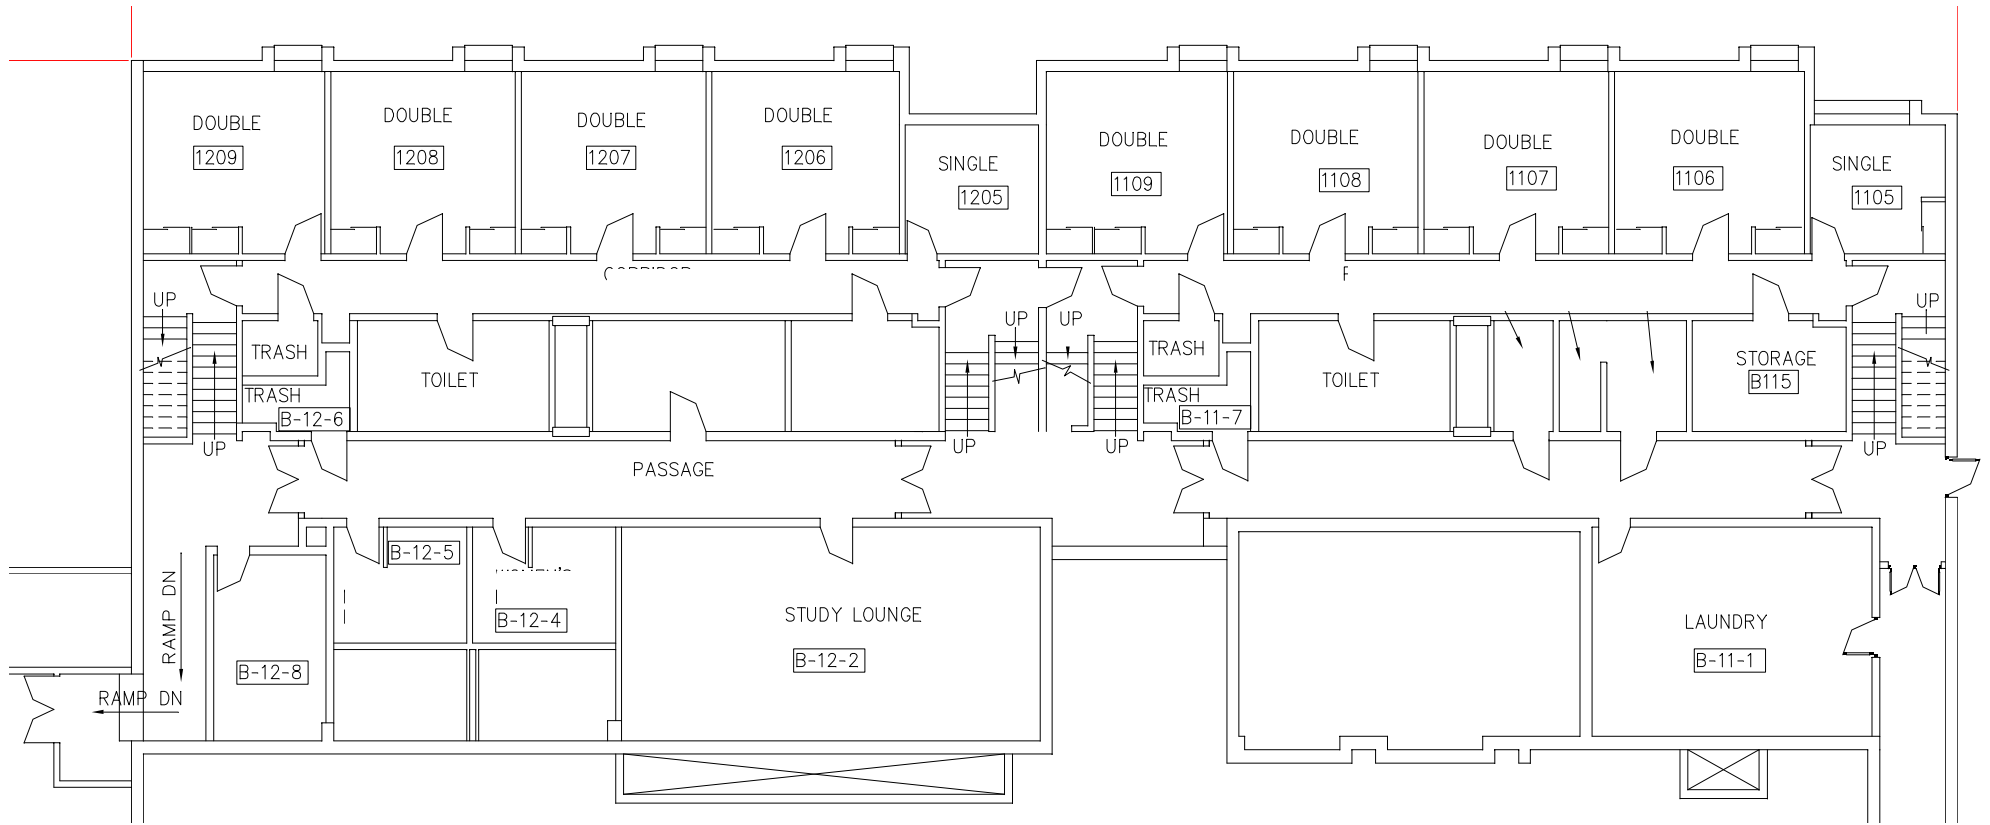 DOUBLE
1209
DOUBLE
1208
DOUBLE
1207
DOUBLE
1206
SINGLE
1205
DOUBLE
1109
DOUBLE
1108
DOUBLE
1107
DOUBLE
1106
SINGLE
1105
CORRIDOR
UP
UP
UP
UP
TRASH
TOILET
TRASH
TOILET
STORAGE
B115
TRASH
B-12-6
TRASH
B-11-7
UP
UP
UP
UP
PASSAGE
B-12-5
WOMEN'S
B-12-4
STUDY LOUNGE
B-12-2
LAUNDRY
B-11-1
RAMP DN
B-12-8
RAMP DN